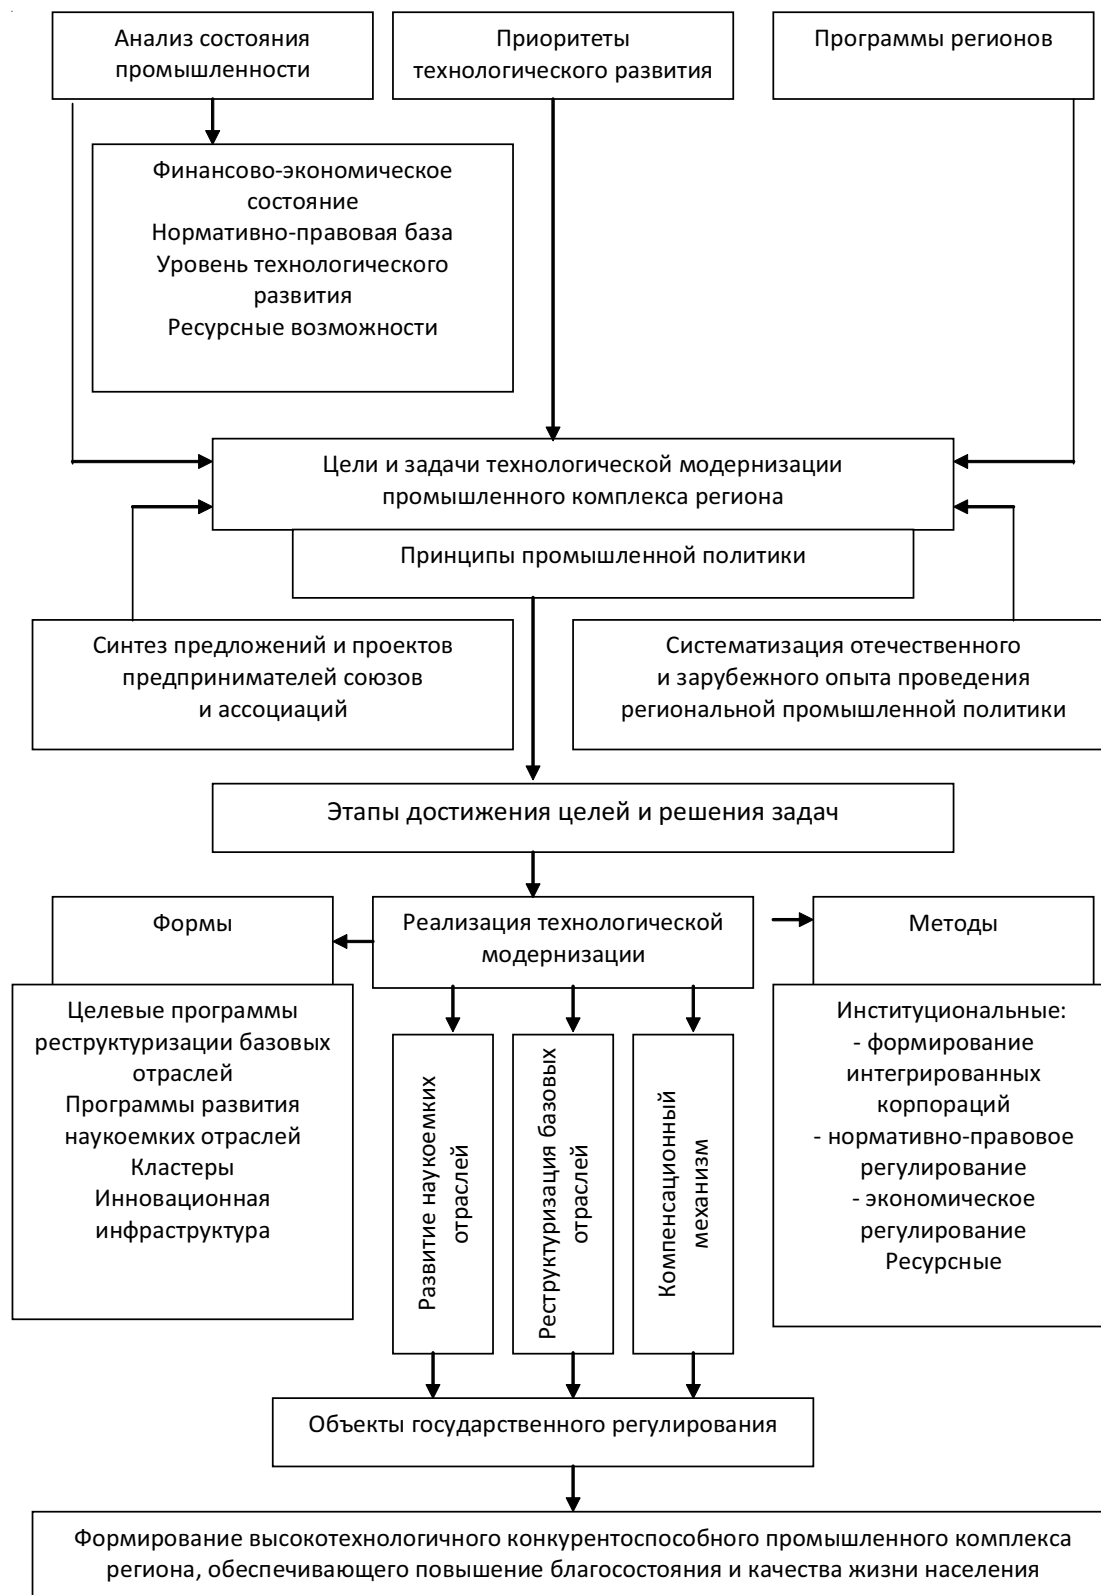 Анализ состояния
промышленности
Приоритеты
технологического развития
Программы регионов
Финансово-экономическое
состояние
Нормативно-правовая база
Уровень технологического
развития
Ресурсные возможности
Цели и задачи технологической модернизации
промышленного комплекса региона
Принципы промышленной политики
Синтез предложений и проектов
предпринимателей союзов
и ассоциаций
Систематизация отечественного
и зарубежного опыта проведения
региональной промышленной политики
Этапы достижения целей и решения задач
Формы
Реализация технологической
модернизации
Методы
Целевые программы
реструктуризации базовых
отраслей
Программы развития
наукоемких отраслей
Кластеры
Инновационная
инфраструктура
Развитие наукоемких
отраслей
Реструктуризация базовых
отраслей
Компенсационный
механизм
Институциональные:
- формирование
интегрированных
корпораций
- нормативно-правовое
регулирование
- экономическое
регулирование
Ресурсные
Объекты государственного регулирования
Формирование высокотехнологичного конкурентоспособного промышленного комплекса
региона, обеспечивающего повышение благосостояния и качества жизни населения